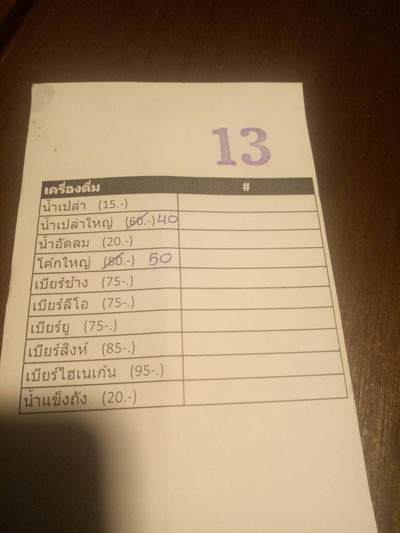 13
เครื่องดื่ม #
น้ำเปล่า (15.-)
น้ำเปล่าใหญ่ (60.-) 40
น้ำอัดลม (20.-)
โค้กใหญ่ (80.-) 50
เบียร์ช้าง (75-.)
เบียร์ลีโอ (75-.)
เบียร์ยู (75-.)
เบียร์สิงห์ (85-.)
เบียร์ไฮเนเก้น (95-.)
น้ำแข็งถัง (20.-)